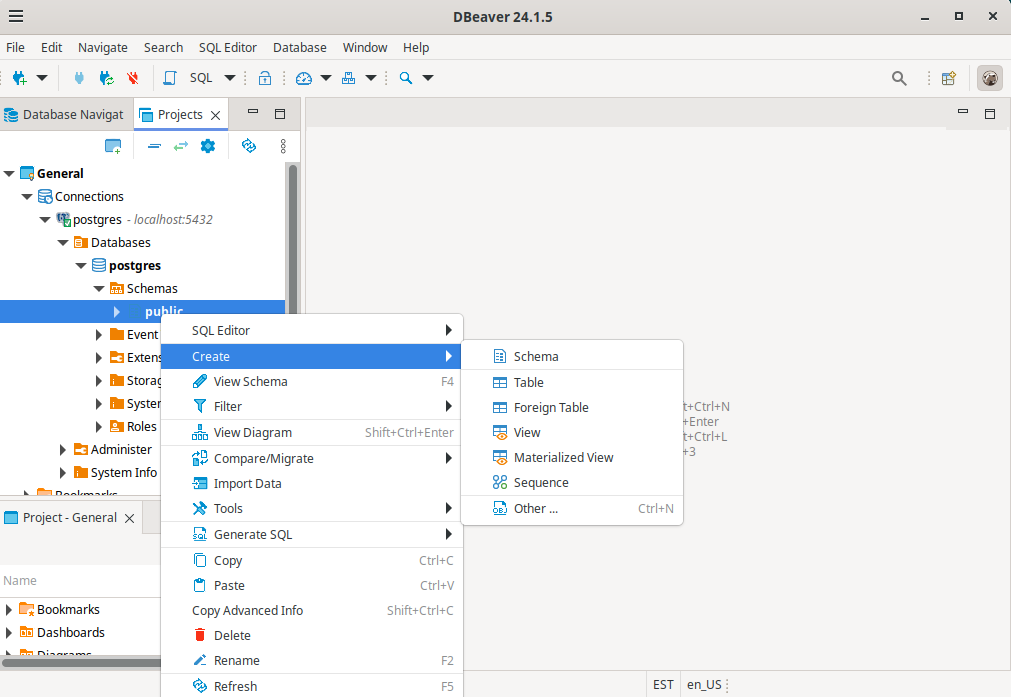 DBeaver 24.1.5
File Edit Navigate Search SQL Editor Database Window Help
SQL
Database Navigat
Projects
General
Connections
postgres - localhost:5432
Databases
postgres
Schemas
public
Event
Extens
Storag
System
Roles
Administer
System Info
Bookmarks
Project - General
Name
Bookmarks
Dashboards
Diagrams
SQL Editor
Create
View Schema F4
Filter
View Diagram Shift+Ctrl+Enter
Compare/Migrate
Import Data
Tools
Generate SQL
Copy Ctrl+C
Paste Ctrl+V
Copy Advanced Info Shift+Ctrl+C
Delete
Rename F2
Refresh F5
Schema
Table
Foreign Table
View
Materialized View
Sequence
Other ... Ctrl+N
t+Ctrl+N
+Enter
t+Ctrl+L
+3
EST en_US